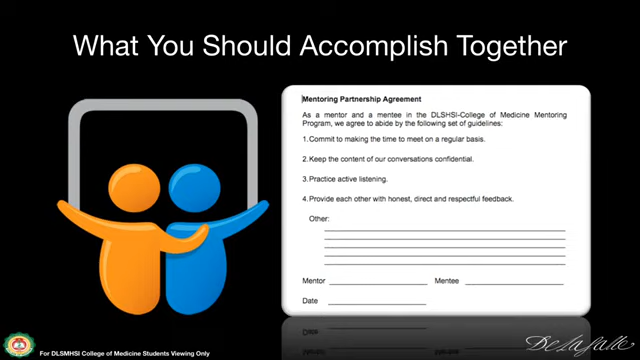 What You Should Accomplish Together
Mentoring Partnership Agreement
As a mentor and a mentee in the DLSHSI-College of Medicine Mentoring
Program, we agree to abide by the following set of guidelines:
1.Commit to making the time to meet on a regular basis.
2.Keep the content of our conversations confidential.
3.Practice active listening.
4.Provide each other with honest, direct and respectful feedback.
Other:
Mentor
Mentee
Date
For DLSMHSI College of Medicine Students Viewing Only
De La Salle